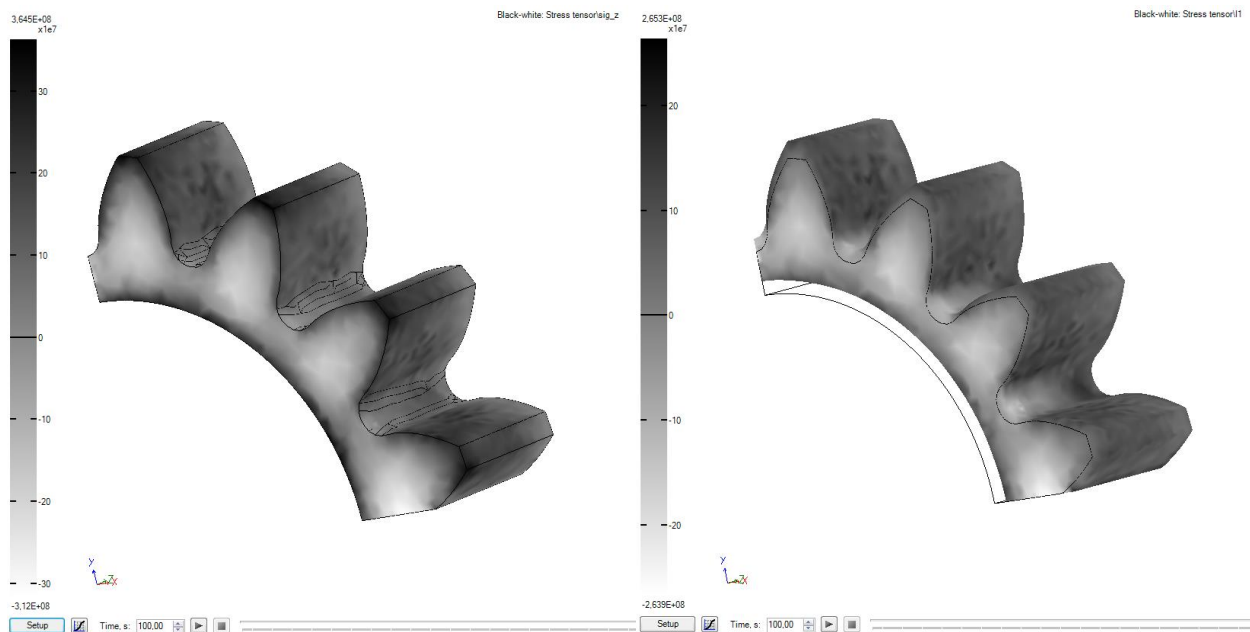 3,645E+08
x1e7
Black-white: Stress tensor\sig_z
30
20
10
0
-10
-20
-30
-3,12E+08
y
Z
X
Setup
Time, s: 100,00
2,653E+08
x1e7
Black-white: Stress tensor\I1
20
10
0
-10
-20
-2,639E+08
y
Z
X
Setup
Time, s: 100,00